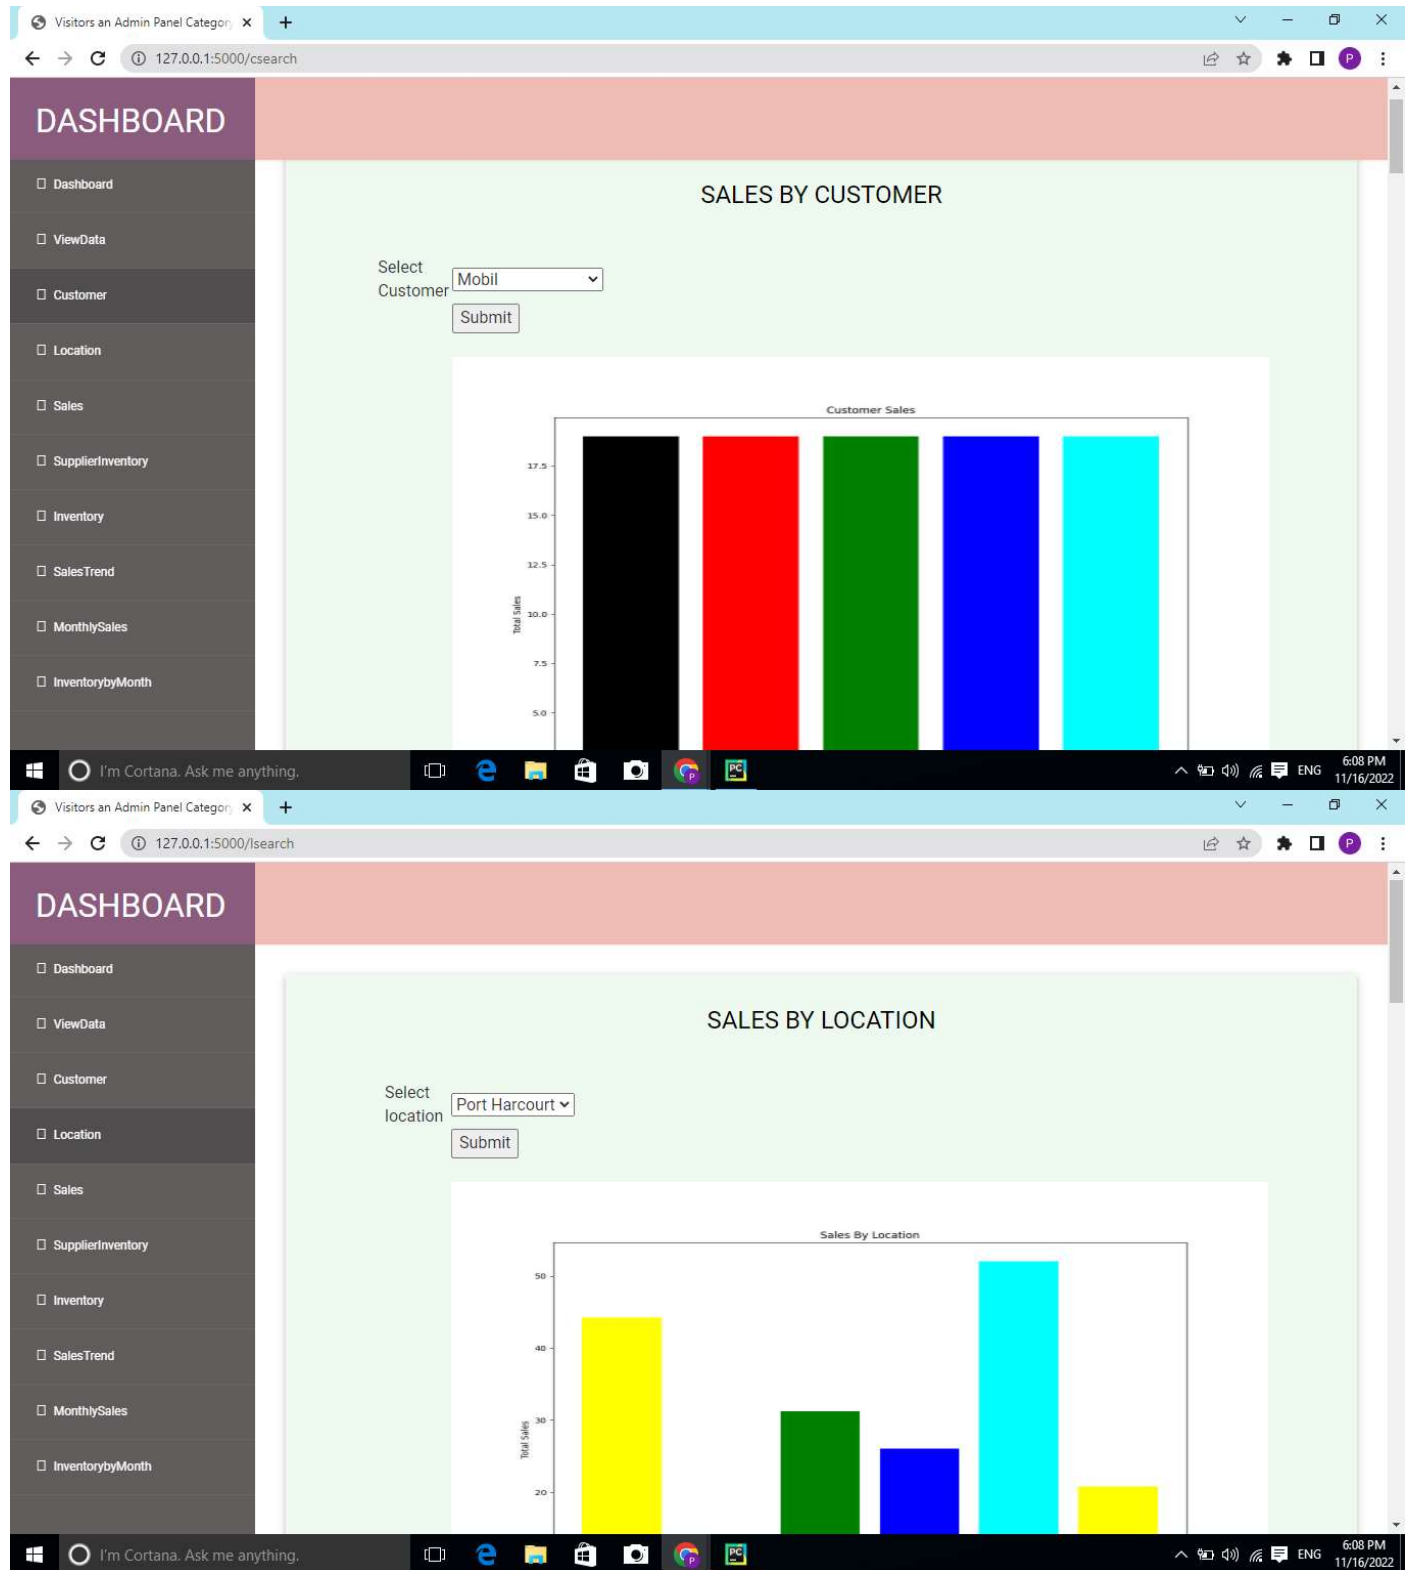 Visitors an Admin Panel Categor
127.0.0.1:5000/csearch
P
DASHBOARD
Dashboard
ViewData
Customer
Location
Sales
SupplierInventory
Inventory
SalesTrend
MonthlySales
InventorybyMonth
SALES BY CUSTOMER
Select
Customer
Mobil
Submit
Customer Sales
17.5
15.0
12.5
10.0
7.5
5.0
Total Sales
I'm Cortana. Ask me anything.
PC
ENG
6:08 PM
11/16/2022
Visitors an Admin Panel Categor
127.0.0.1:5000/lsearch
P
DASHBOARD
Dashboard
ViewData
Customer
Location
Sales
SupplierInventory
Inventory
SalesTrend
MonthlySales
InventorybyMonth
SALES BY LOCATION
Select
location
Port Harcourt
Submit
Sales By Location
50
40
30
20
Total Sales
I'm Cortana. Ask me anything.
PC
ENG
6:08 PM
11/16/2022